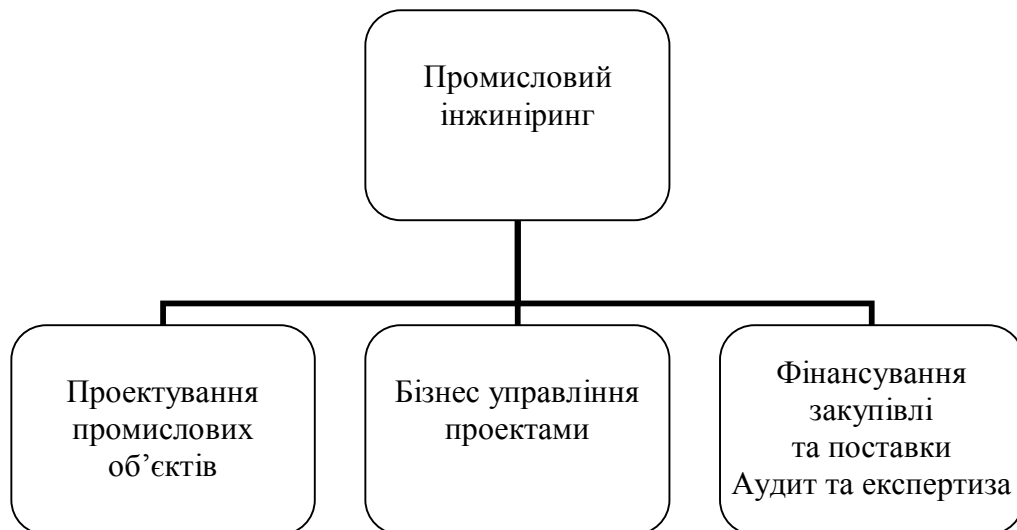 Промисловий
інжиніринг
Проектування
промислових
об’єктів
Бізнес управління
проектами
Фінансування
закупівлі
та поставки
Аудит та експертиза